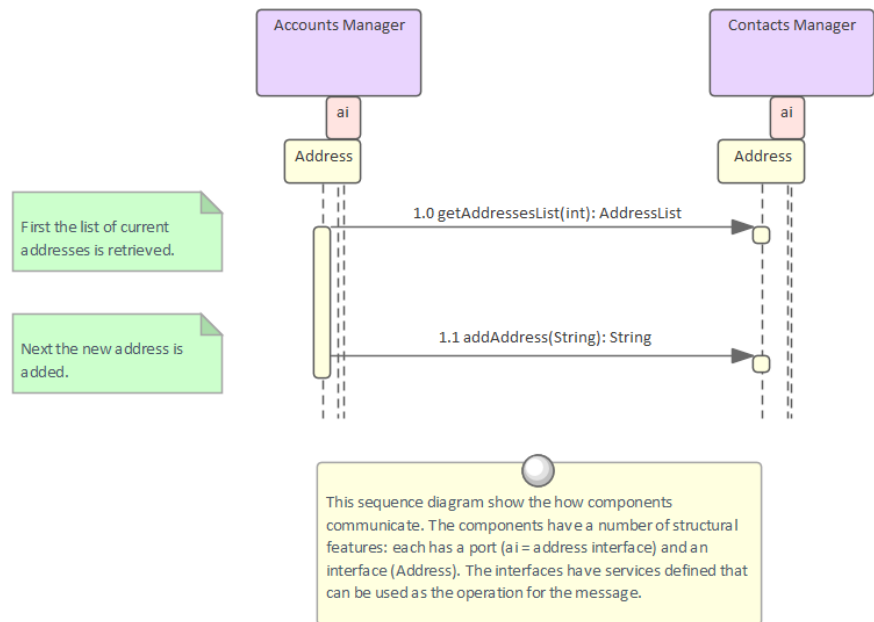 Accounts Manager
Contacts Manager
ai
ai
Address
Address
First the list of current
addresses is retrieved.
1.0 getAddressesList(int): AddressList
Next the new address is
added.
1.1 addAddress(String): String
This sequence diagram show the how components
communicate. The components have a number of structural
features: each has a port (ai = address interface) and an
interface (Address). The interfaces have services defined that
can be used as the operation for the message.